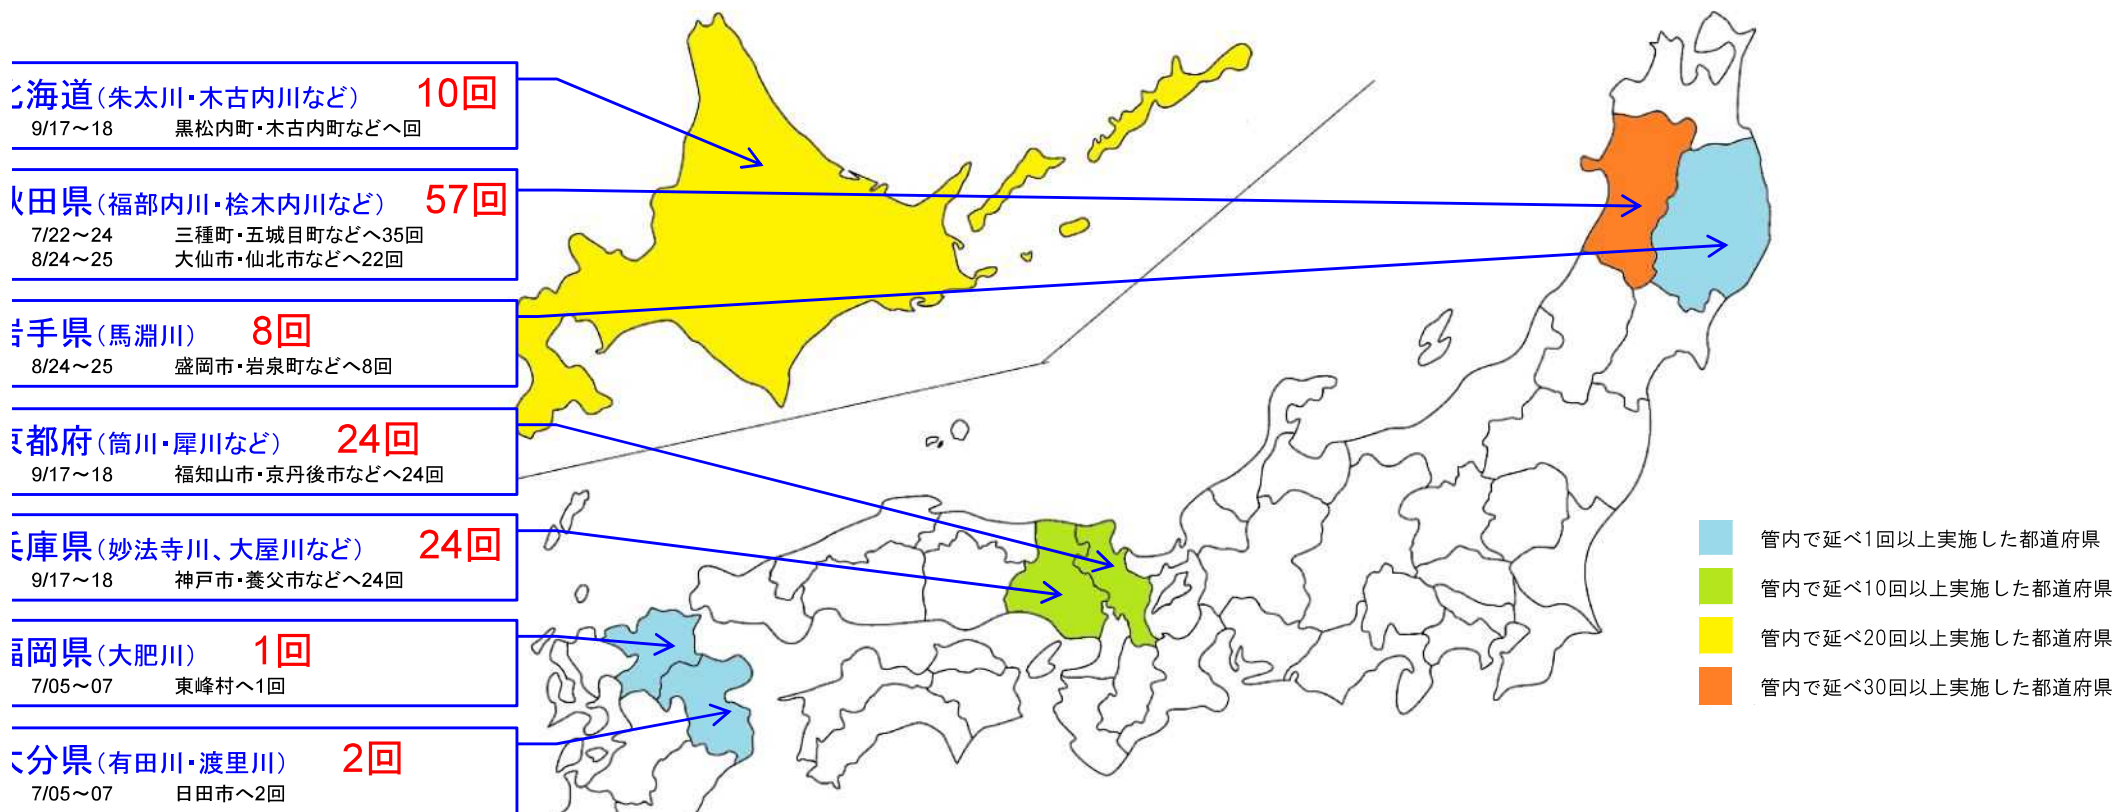 北海道（朱太川・木古内川など） 10回
9/17～18 黒松内町・木古内町などへ回
秋田県（福部内川・桧木内川など） 57回
7/22～24 三種町・五城目町などへ35回
8/24～25 大仙市・仙北市などへ22回
岩手県（馬淵川） 8回
8/24～25 盛岡市・岩泉町などへ8回
京都府（筒川・犀川など） 24回
9/17～18 福知山市・京丹後市などへ24回
兵庫県（妙法寺川、大屋川など） 24回
9/17～18 神戸市・養父市などへ24回
福岡県（大肥川） 1回
7/05～07 東峰村へ1回
大分県（有田川・渡里川） 2回
7/05～07 日田市へ2回
管内で延べ1回以上実施した都道府県
管内で延べ10回以上実施した都道府県
管内で延べ20回以上実施した都道府県
管内で延べ30回以上実施した都道府県